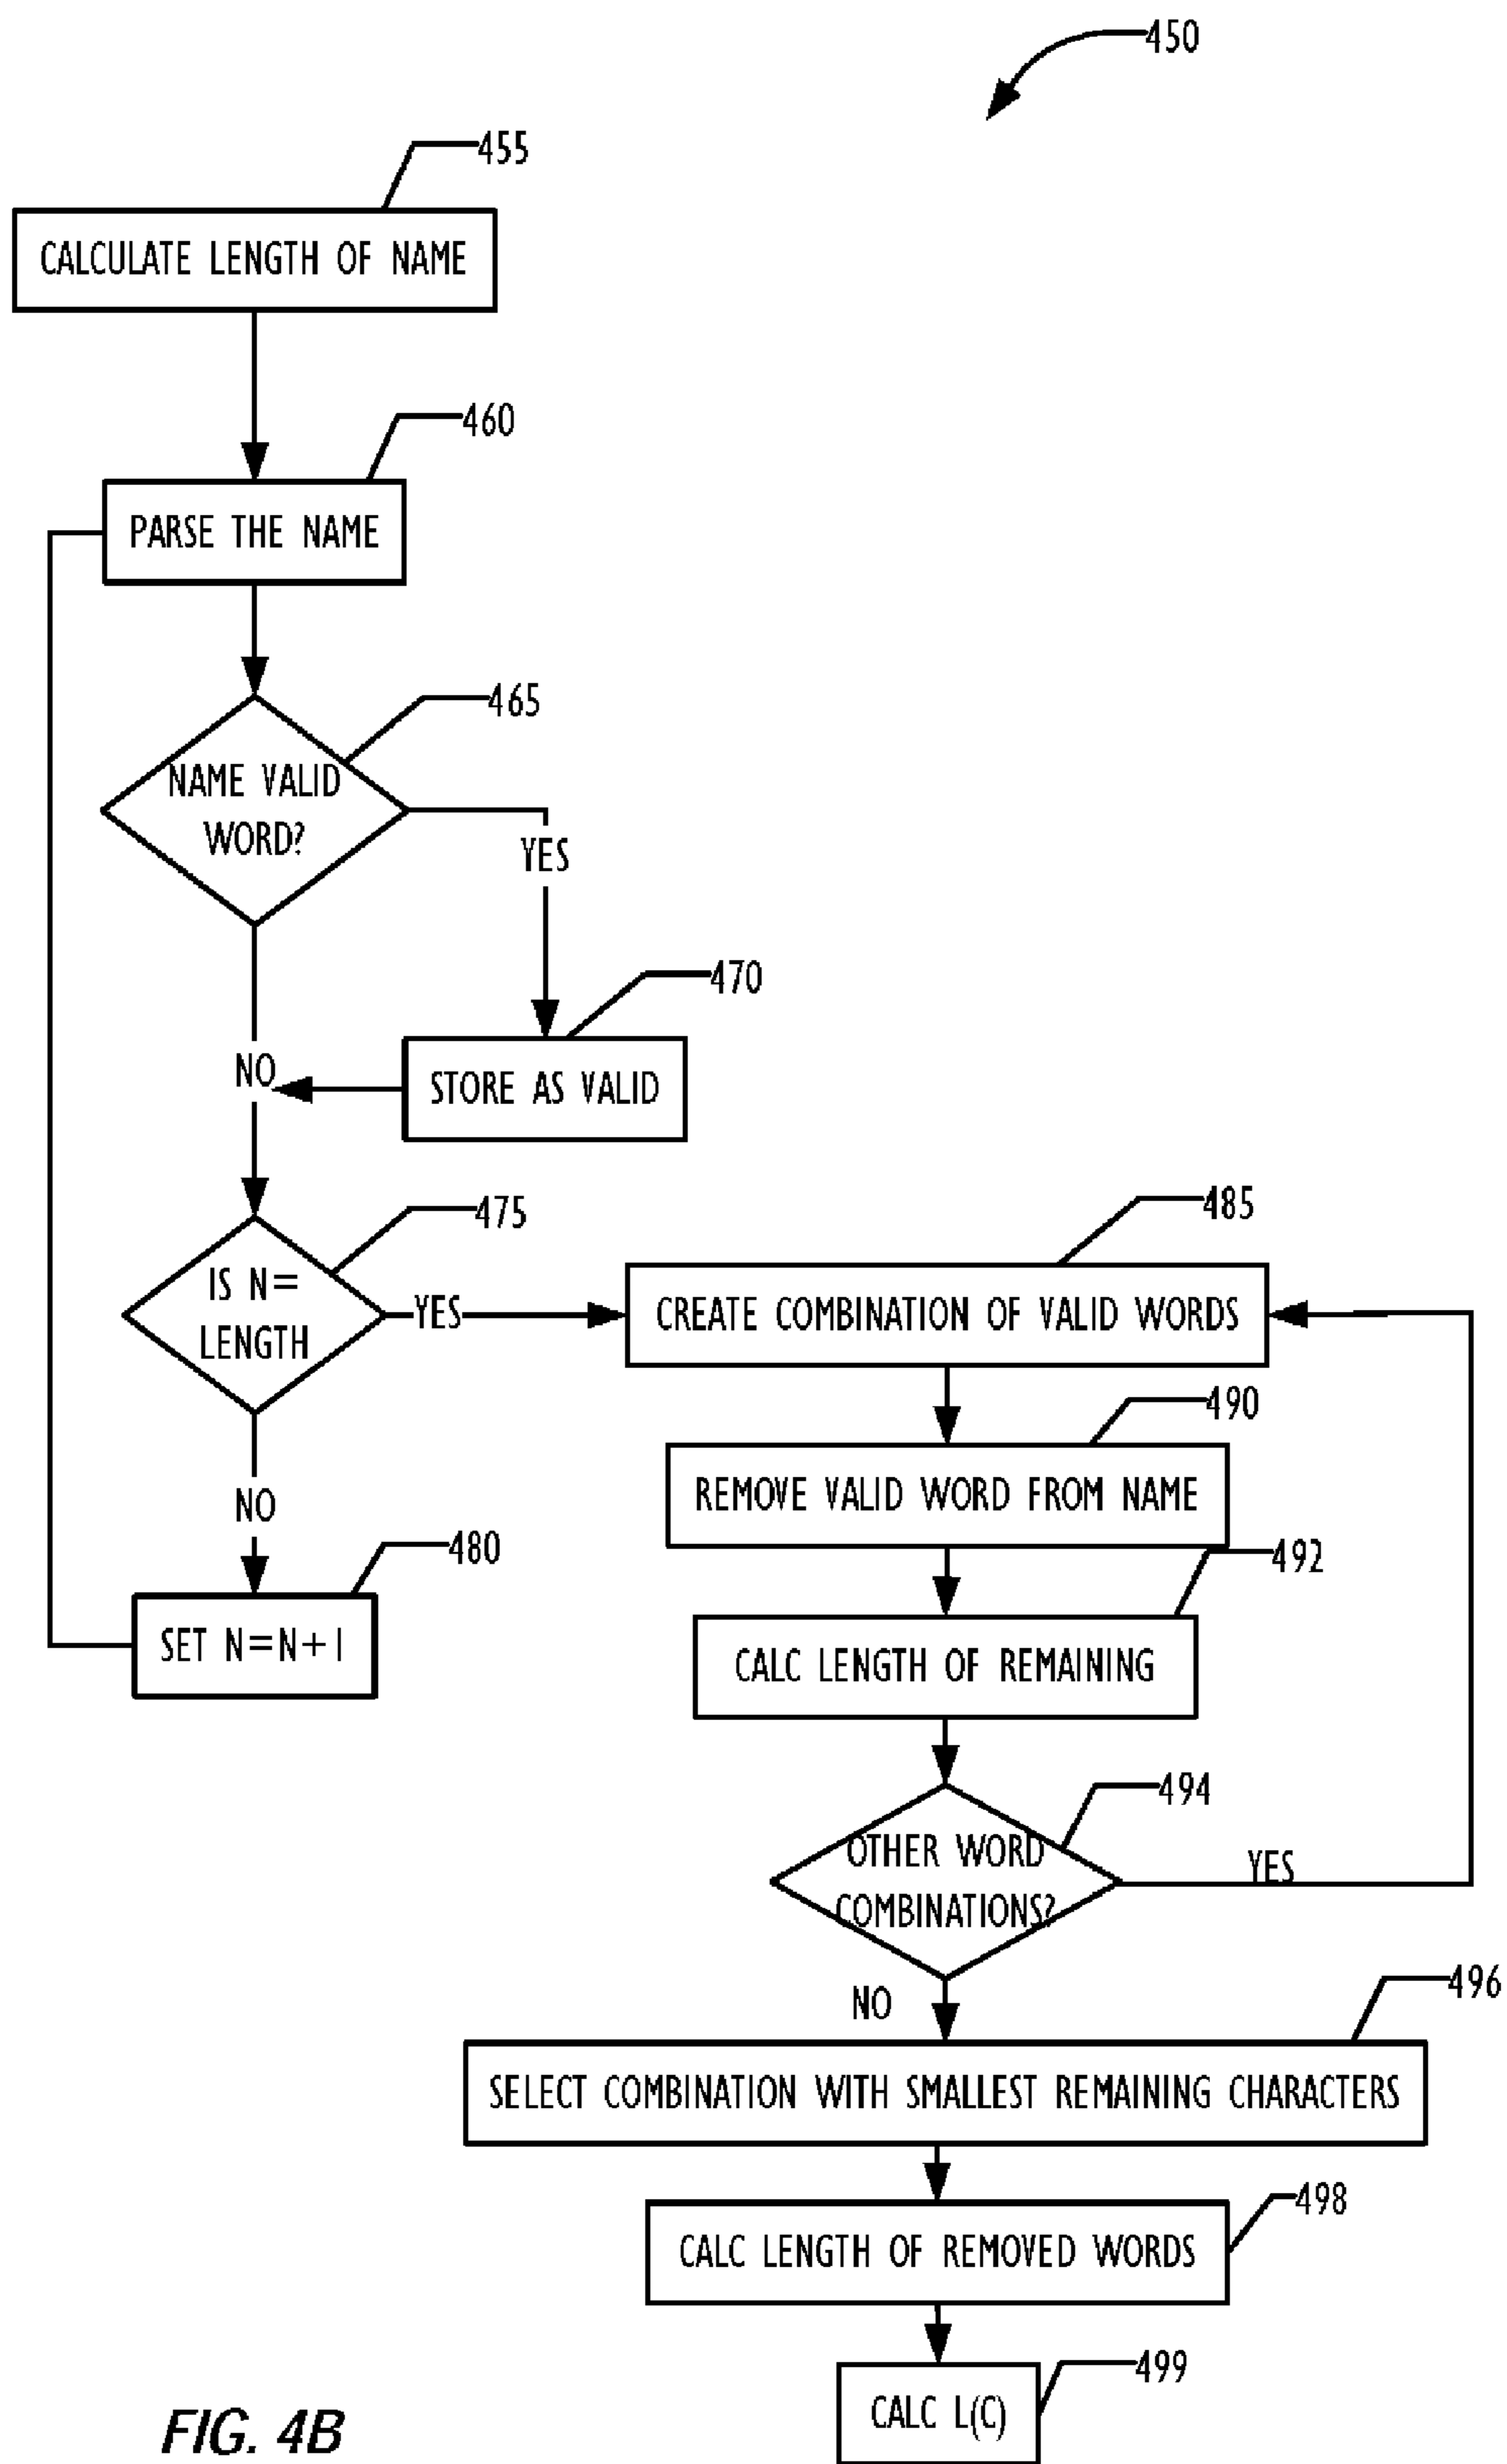 450
455
CALCULATE LENGTH OF NAME
460
PARSE THE NAME
465
NAME VALID
WORD?
YES
470
NO
STORE AS VALID
475
IS N=
LENGTH
YES
485
CREATE COMBINATION OF VALID WORDS
490
REMOVE VALID WORD FROM NAME
NO
480
SET N=N+1
492
CALC LENGTH OF REMAINING
494
OTHER WORD
COMBINATIONS?
YES
NO
496
SELECT COMBINATION WITH SMALLEST REMAINING CHARACTERS
498
CALC LENGTH OF REMOVED WORDS
499
CALC L(C)
FIG. 4B